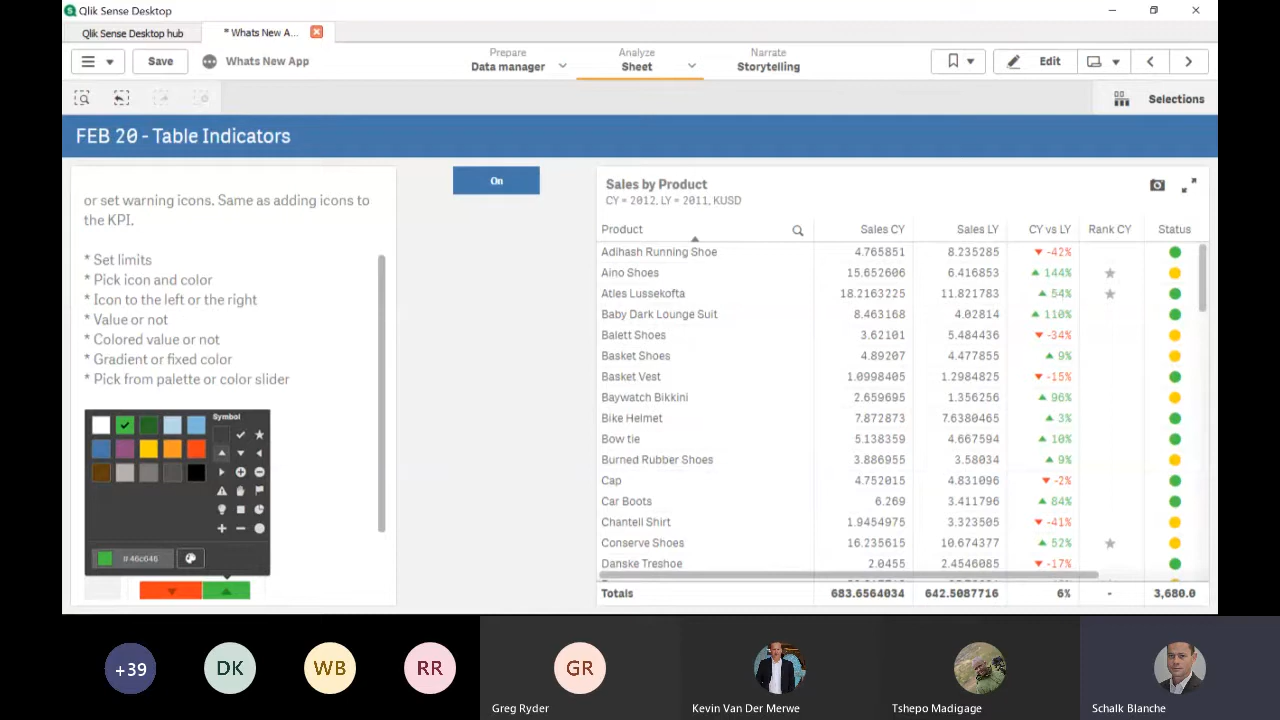 Qlik Sense Desktop
Qlik Sense Desktop hub
* Whats New A...
Save
Whats New App
Prepare
Data manager
Analyze
Sheet
Narrate
Storytelling
Edit
Selections
FEB 20 - Table Indicators
or set warning icons. Same as adding icons to
the KPI.
* Set limits
* Pick icon and color
* Icon to the left or the right
* Value or not
* Colored value or not
* Gradient or fixed color
* Pick from palette or color slider
Symbol
# 46c646
On
Sales by Product
CY = 2012, LY = 2011, KUSD
Product Sales CY Sales LY CY vs LY Rank CY Status
Adihash Running Shoe 4.765851 8.235285 -42%
Aino Shoes 15.652606 6.416853 144%
Atles Lussekofta 18.2163225 11.821783 54%
Baby Dark Lounge Suit 8.463168 4.02814 110%
Balett Shoes 3.62101 5.484436 -34%
Basket Shoes 4.89207 4.477855 9%
Basket Vest 1.0998405 1.2984825 -15%
Baywatch Bikkini 2.659695 1.356256 96%
Bike Helmet 7.872873 7.6380465 3%
Bow tie 5.138359 4.667594 10%
Burned Rubber Shoes 3.886955 3.58034 9%
Cap 4.752015 4.831096 -2%
Car Boots 6.269 3.411796 84%
Chantell Shirt 1.9454975 3.323505 -41%
Conserve Shoes 16.235615 10.674377 52%
Danske Treshoe 2.0455 2.4546085 -17%
Totals 683.6564034 642.5087716 6% - 3,680.0
+39
DK
WB
RR
GR
Greg Ryder
Kevin Van Der Merwe
Tshepo Madigage
Schalk Blanche